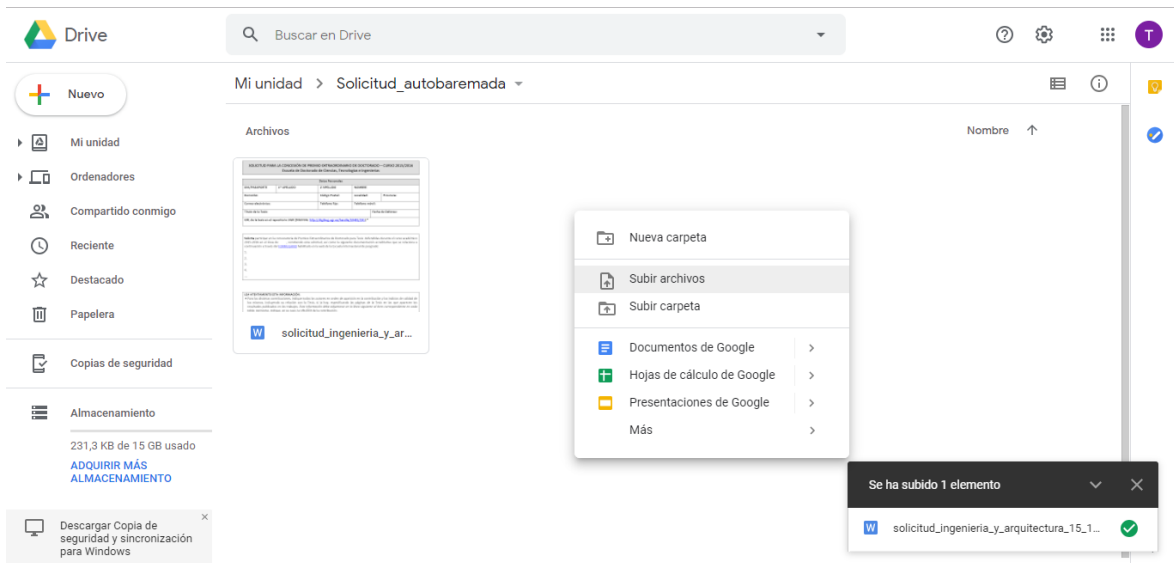 Drive
Buscar en Drive
T
Nuevo
Mi unidad > Solicitud_autobaremada
Mi unidad
Ordenadores
Compartido conmigo
Reciente
Destacado
Papelera
Copias de seguridad
Almacenamiento
231,3 KB de 15 GB usado
ADQUIRIR MÁS
ALMACENAMIENTO
Descargar Copia de
seguridad y sincronización
para Windows
Archivos
Nombre
W solicitud_ingenieria_y_ar...
Nueva carpeta
Subir archivos
Subir carpeta
Documentos de Google
Hojas de cálculo de Google
Presentaciones de Google
Más
Se ha subido 1 elemento
W solicitud_ingenieria_y_arquitectura_15_1...